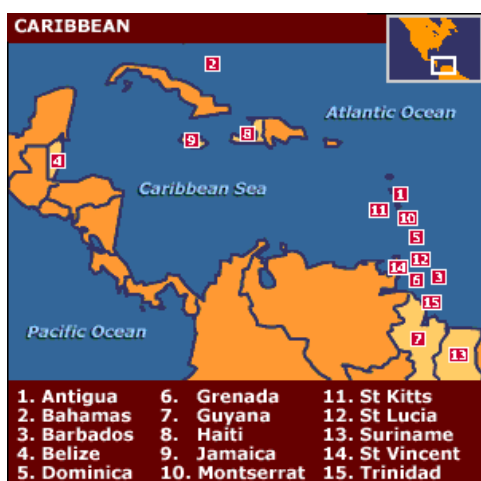 CARIBBEAN
2
Atlantic Ocean
9
8
4
Caribbean Sea
1
11
10
5
12
14
6
3
15
Pacific Ocean
7
13
1. Antigua
2. Bahamas
3. Barbados
4. Belize
5. Dominica
6. Grenada
7. Guyana
8. Haiti
9. Jamaica
10. Montserrat
11. St Kitts
12. St Lucia
13. Suriname
14. St Vincent
15. Trinidad